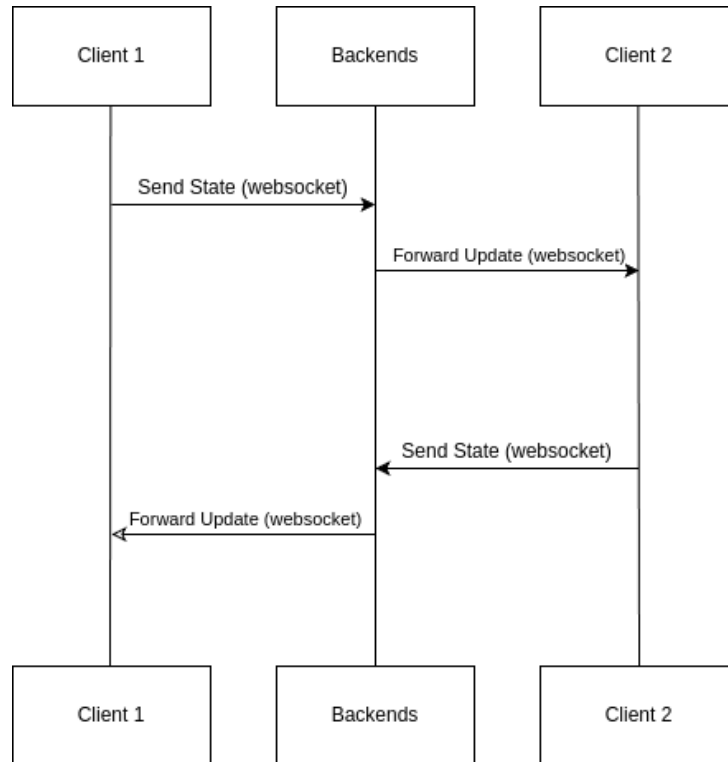 Client 1
Backends
Client 2
Send State (websocket)
Forward Update (websocket)
Send State (websocket)
Forward Update (websocket)
Client 1
Backends
Client 2